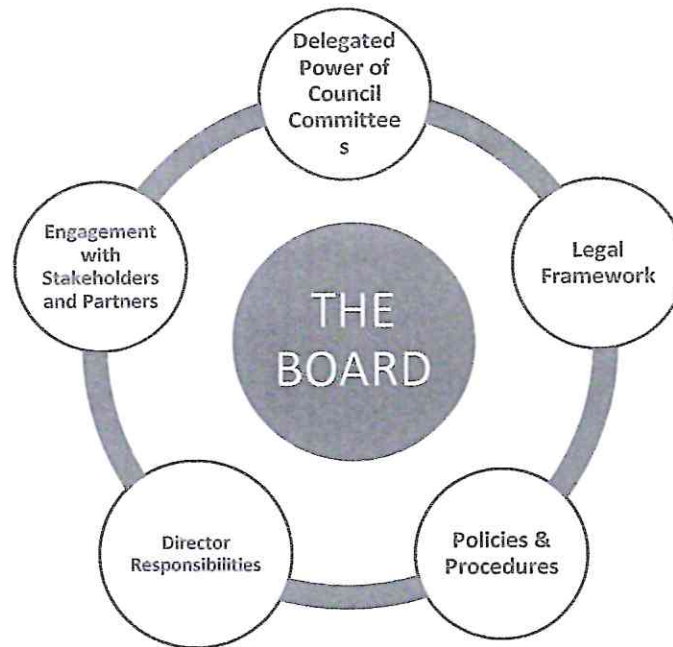 Delegated
Power of
Council
Committee
s
Legal
Framework
Policies &
Procedures
Director
Responsibilities
Engagement
with
Stakeholders
and Partners
THE
BOARD